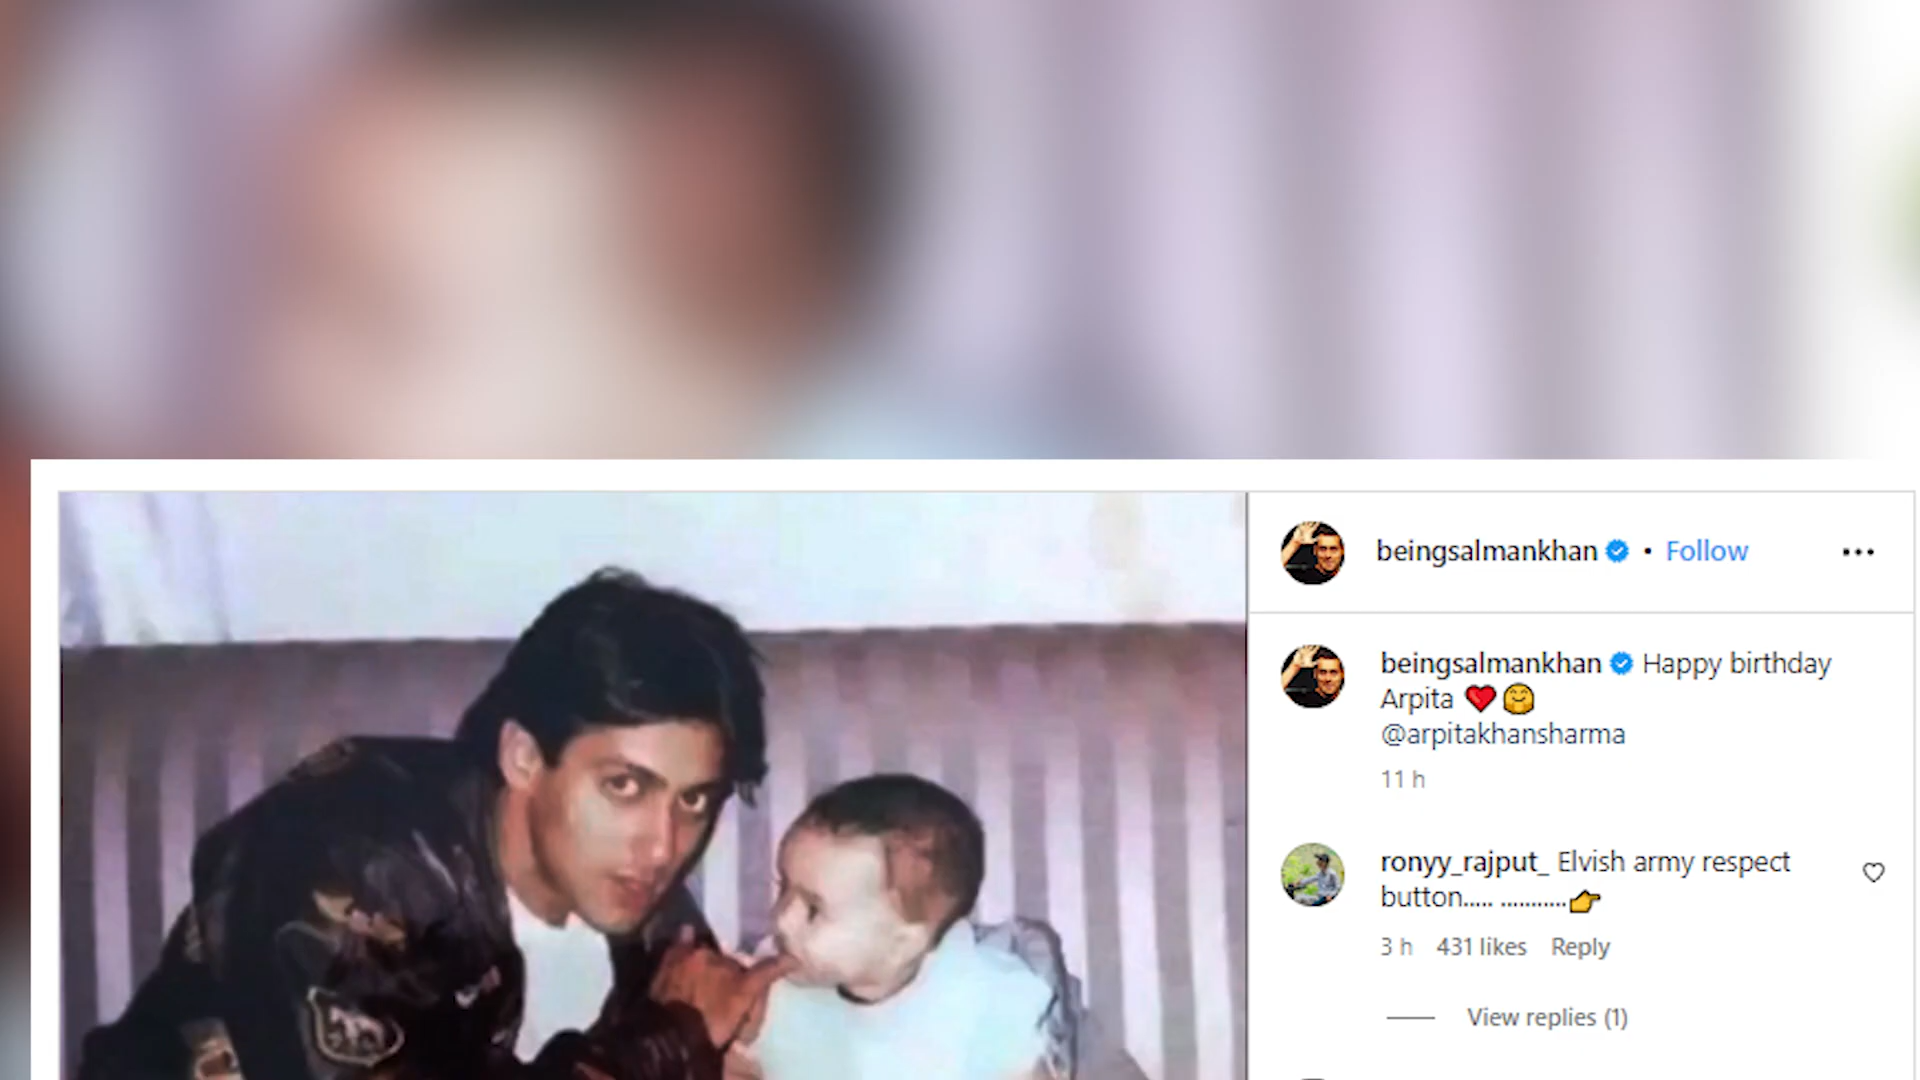 beingsalmankhan • Follow
beingsalmankhan Happy birthday
Arpita ❤️🤗
@arpitakhansharma
11 h
ronyy_rajput_ Elvish army respect
button..... ...........👉
3 h 431 likes Reply
View replies (1)